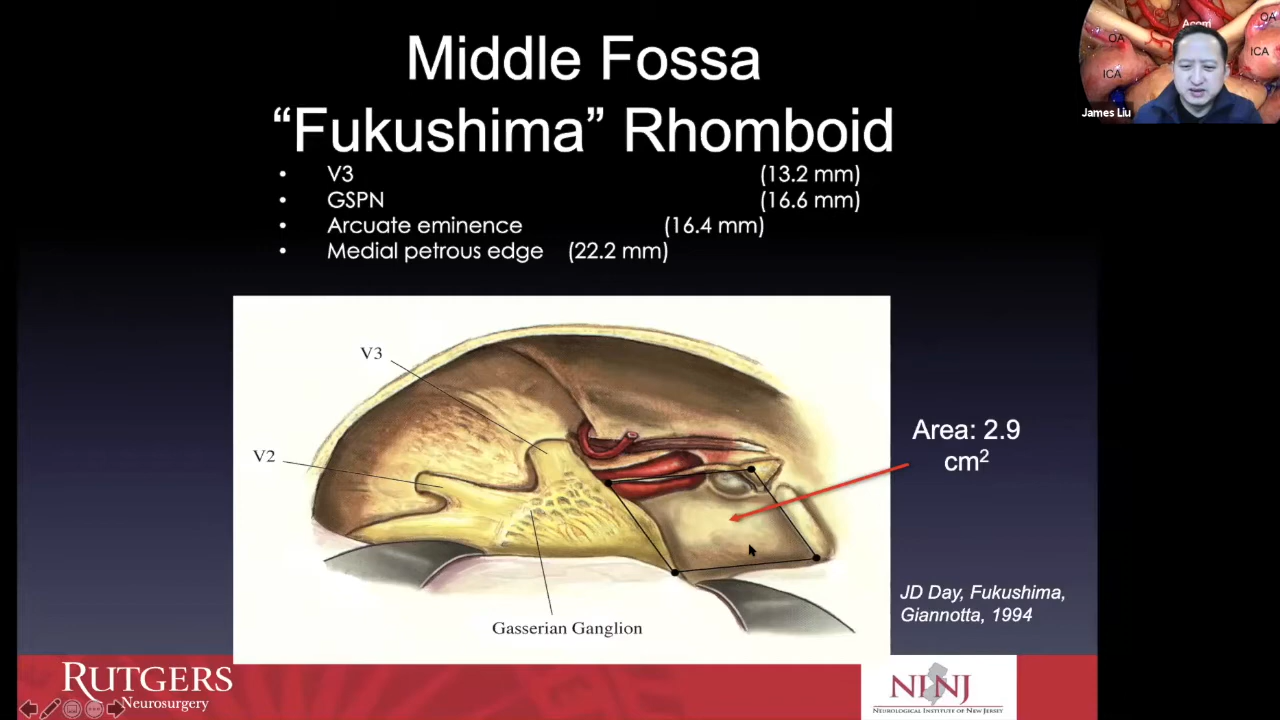 Middle Fossa
“Fukushima” Rhomboid
• V3 (13.2 mm)
• GSPN (16.6 mm)
• Arcuate eminence (16.4 mm)
• Medial petrous edge (22.2 mm)
V3
V2
Gasserian Ganglion
Area: 2.9
cm²
JD Day, Fukushima,
Giannotta, 1994
Acom
OA
OA
ICA
ICA
James Liu
RUTGERS
Neurosurgery
NINJ
NEUROLOGICAL INSTITUTE OF NEW JERSEY